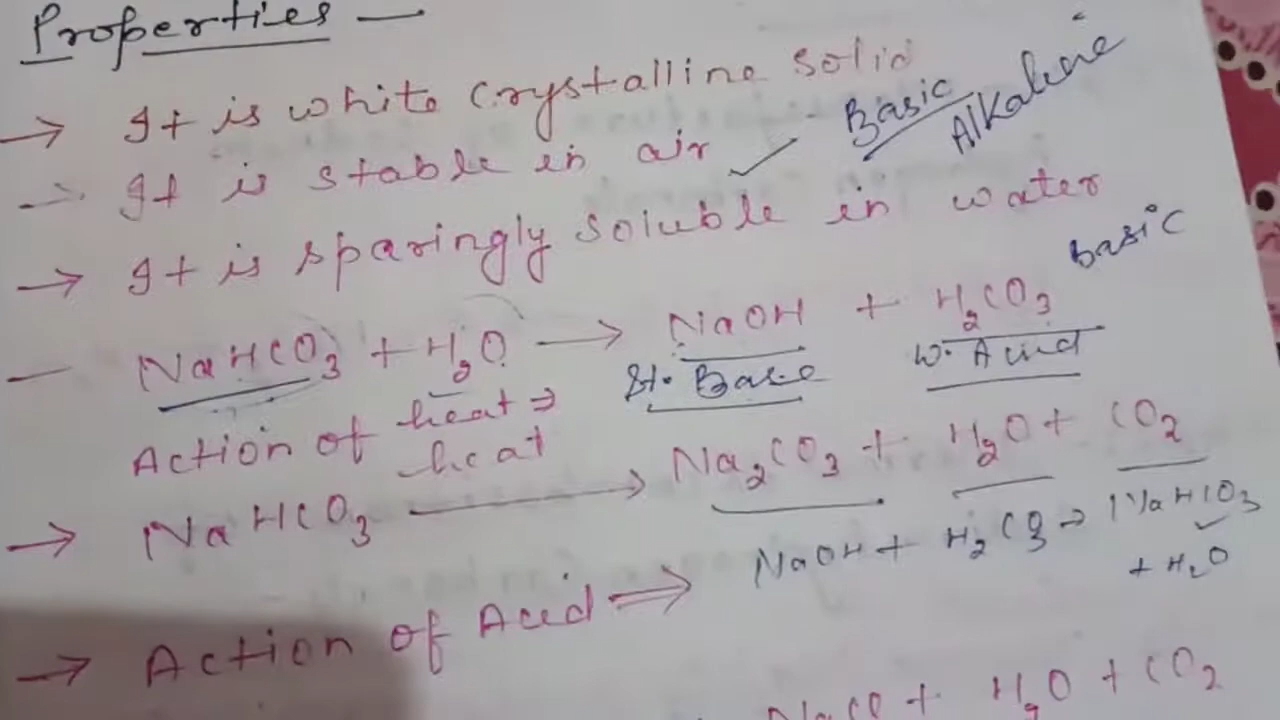 Properties —
→ It is white crystalline solid
→ It is stable in air ✓ Basic Alkaline
→ It is sparingly soluble in water
— NaHCO₃ + H₂O → NaOH + H₂CO₃ basic
St. Base W. Acid
Action of heat ⇒
→ NaHCO₃ heat → Na₂CO₃ + H₂O + CO₂
NaOH + H₂CO₃ → NaHCO₃ + H₂O
→ Action of Acid ⇒
+ H₂O + CO₂